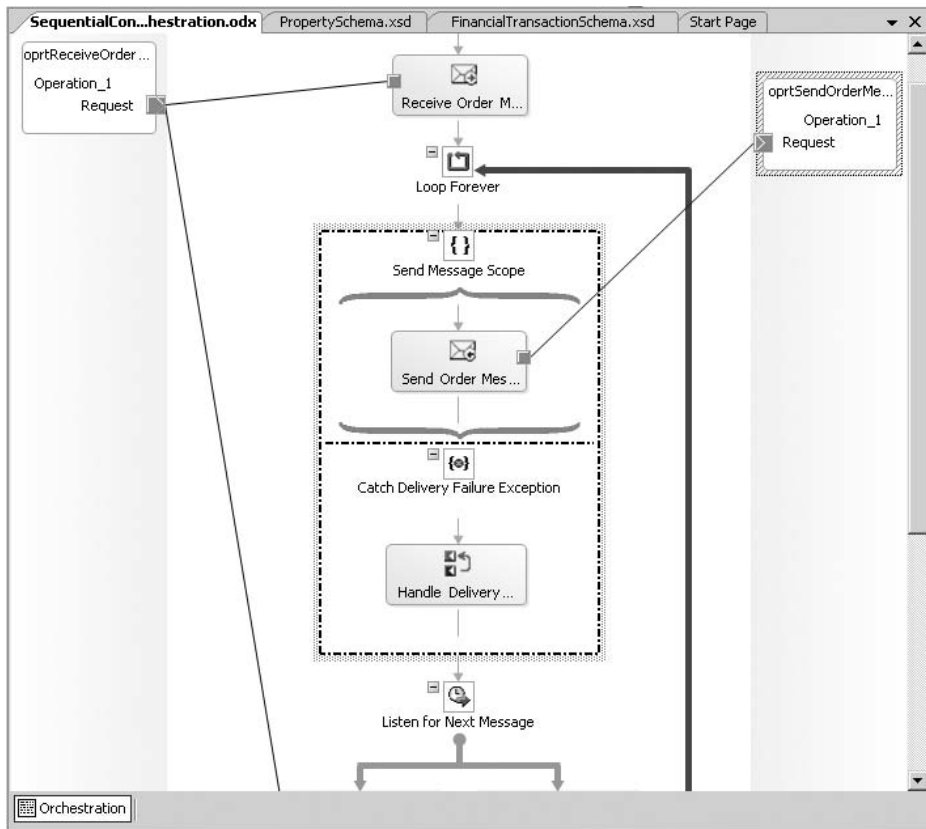 SequentialCon...hestration.odx
PropertySchema.xsd
FinancialTransactionSchema.xsd
Start Page
oprtReceiveOrder ...
Operation_1
Request
Receive Order M...
oprtSendOrderMe...
Operation_1
Request
Loop Forever
Send Message Scope
Send Order Mes...
Catch Delivery Failure Exception
Handle Delivery...
Listen for Next Message
Orchestration